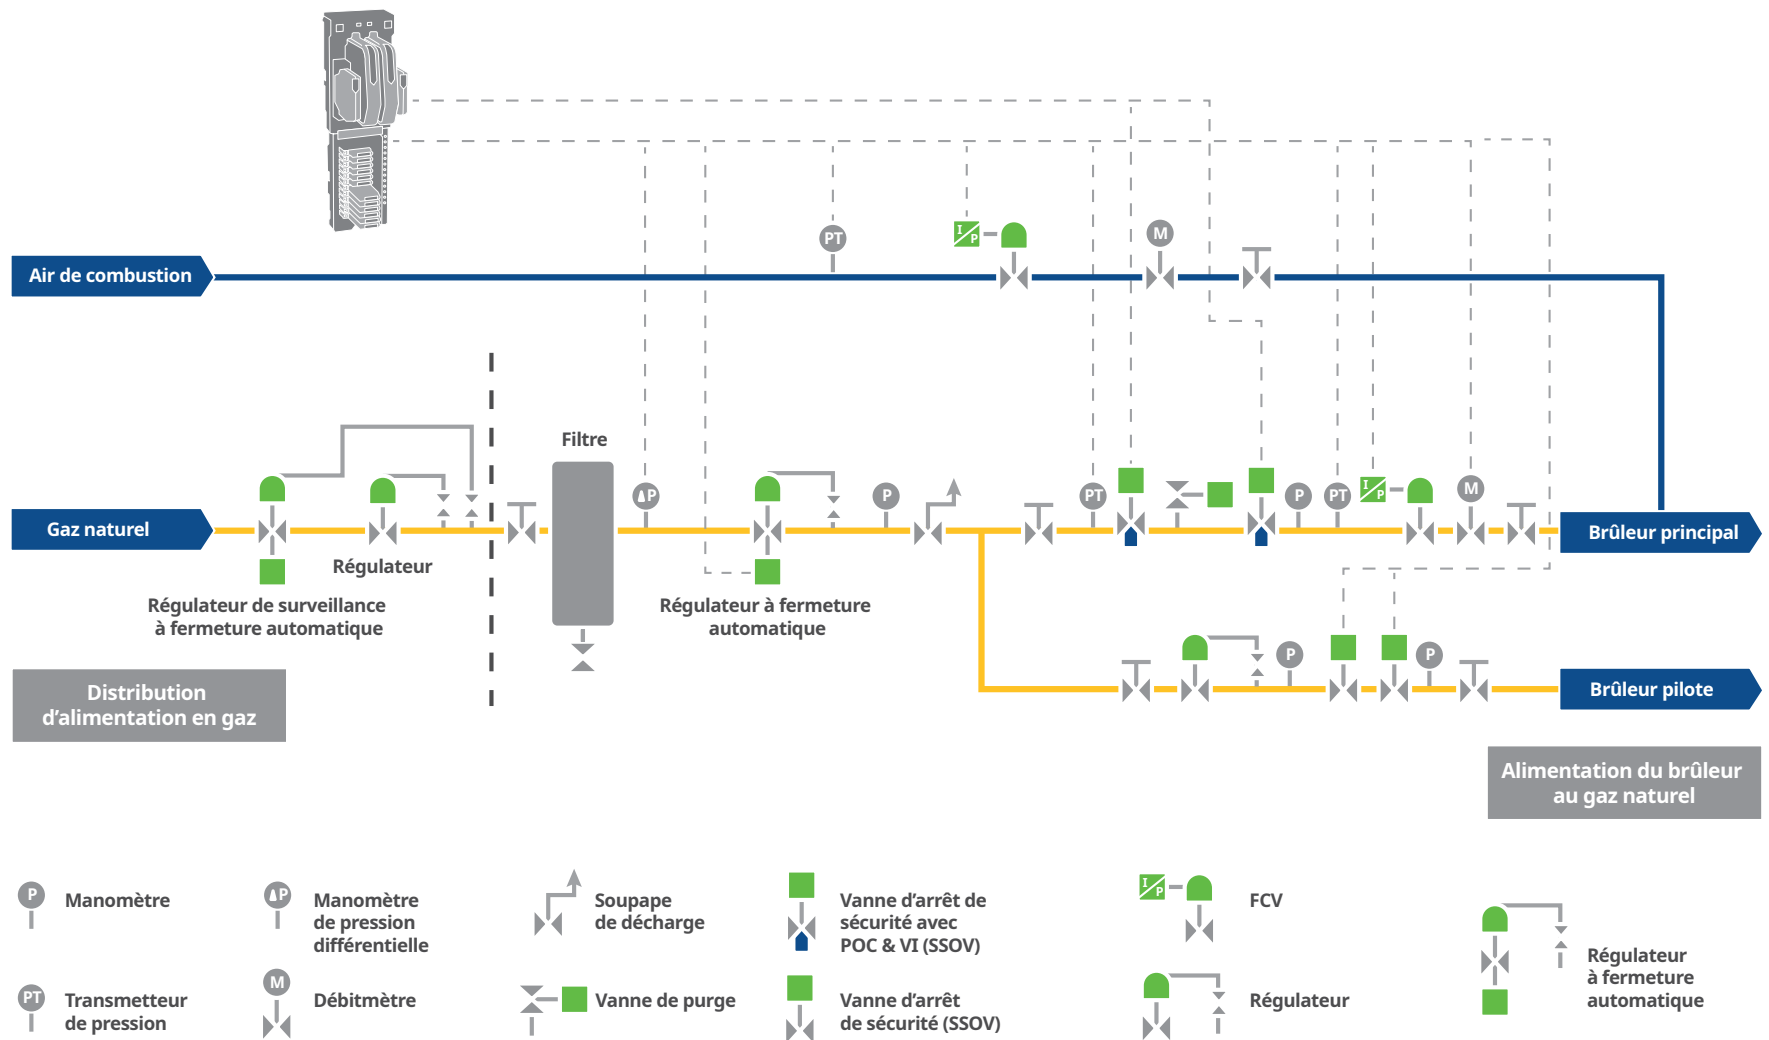 PT
I
P
M
Air de combustion
Filtre
ΔP
P
PT
P
PT
I
P
M
Gaz naturel
Brûleur principal
Régulateur
Régulateur de surveillance
à fermeture automatique
Régulateur à fermeture
automatique
P
P
Brûleur pilote
Distribution
d’alimentation en gaz
Alimentation du brûleur
au gaz naturel
P
Manomètre
ΔP
Manomètre
de pression
différentielle
Soupape
de décharge
Vanne d’arrêt de
sécurité avec
POC & VI (SSOV)
I
P
FCV
Régulateur
à fermeture
automatique
PT
Transmetteur
de pression
M
Débitmètre
Vanne de purge
Vanne d’arrêt
de sécurité (SSOV)
Régulateur